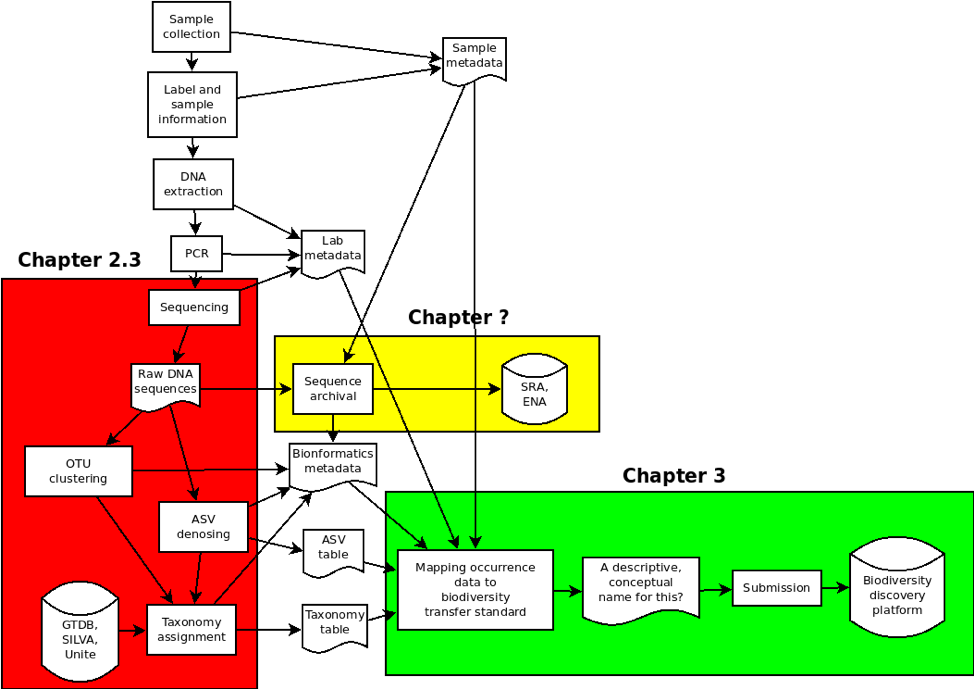 Sample
collection
Sample
metadata
Label and
sample
information
DNA
extraction
PCR
Lab
metadata
Chapter 2.3
Sequencing
Chapter ?
Raw DNA
sequences
Sequence
archival
SRA,
ENA
OTU
clustering
Bionformatics
metadata
Chapter 3
ASV
denosing
ASV
table
Mapping occurrence
data to
biodiversity
transfer standard
A descriptive,
conceptual
name for this?
Submission
Biodiversity
discovery
platform
GTDB,
SILVA,
Unite
Taxonomy
assignment
Taxonomy
table